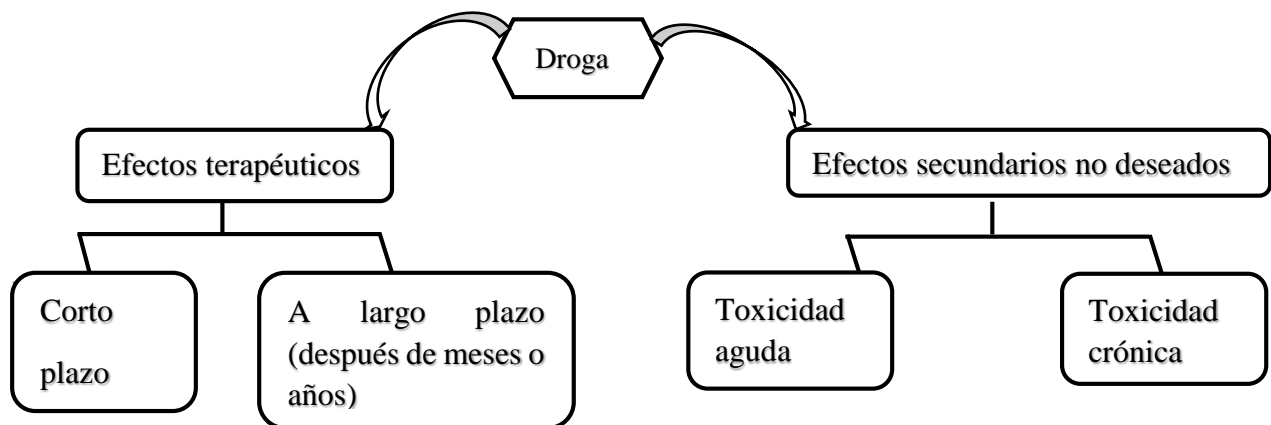 Droga
Efectos terapéuticos
Efectos secundarios no deseados
Corto
plazo
A largo plazo
(después de meses o
años)
Toxicidad
aguda
Toxicidad
crónica